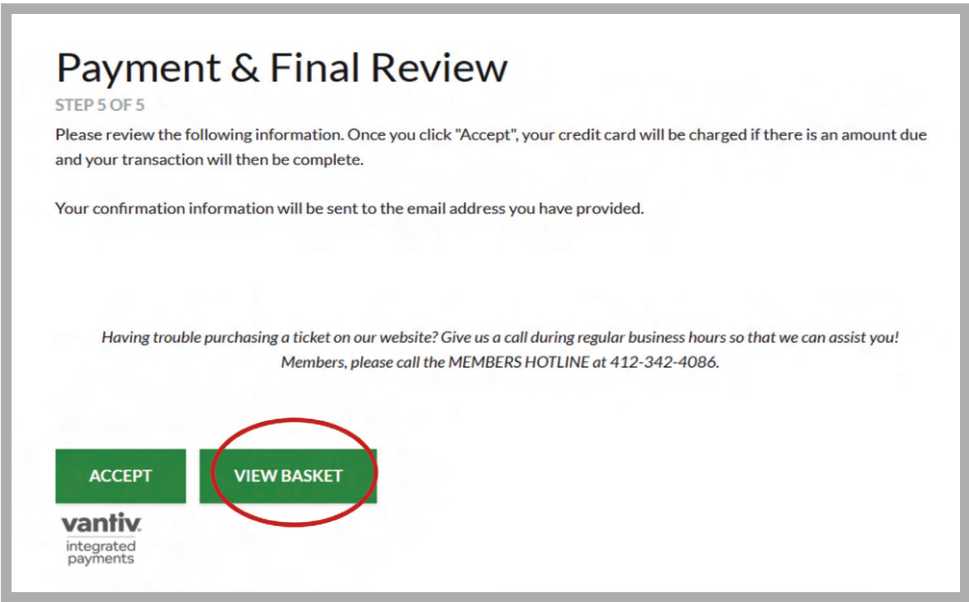 Payment & Final Review
STEP 5 OF 5
Please review the following information. Once you click "Accept", your credit card will be charged if there is an amount due
and your transaction will then be complete.
Your confirmation information will be sent to the email address you have provided.
Having trouble purchasing a ticket on our website? Give us a call during regular business hours so that we can assist you!
Members, please call the MEMBERS HOTLINE at 412-342-4086.
ACCEPT
VIEW BASKET
vantiv.
integrated
payments